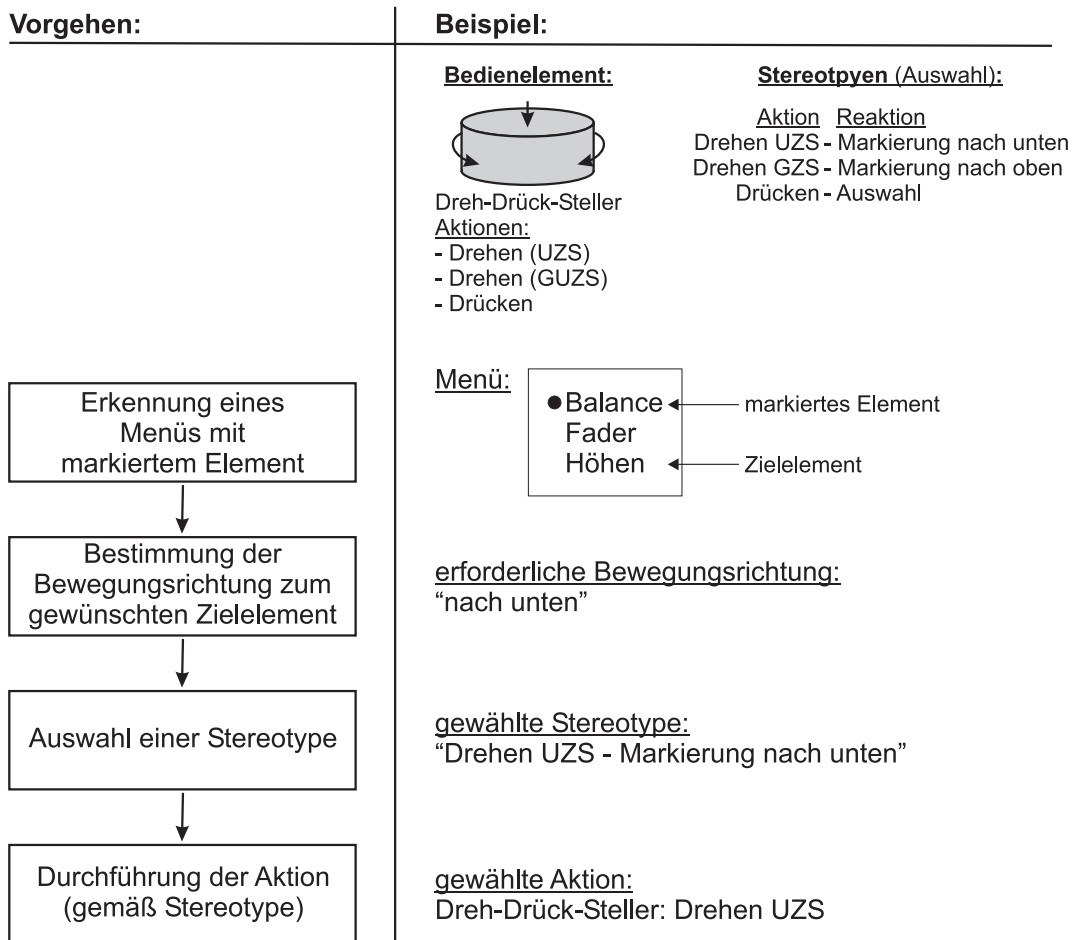 Vorgehen:
Beispiel:
Bedienelement:
Dreh-Drück-Steller
Aktionen:
- Drehen (UZS)
- Drehen (GUZS)
- Drücken
Stereotpyen (Auswahl):
Aktion Reaktion
Drehen UZS - Markierung nach unten
Drehen GZS - Markierung nach oben
Drücken - Auswahl
Erkennung eines
Menüs mit
markiertem Element
Menü:
Balance
Fader
Höhen
markiertes Element
Zielelement
Bestimmung der
Bewegungsrichtung zum
gewünschten Zielelement
erforderliche Bewegungsrichtung:
“nach unten”
Auswahl einer Stereotype
gewählte Stereotype:
“Drehen UZS - Markierung nach unten”
Durchführung der Aktion
(gemäß Stereotype)
gewählte Aktion:
Dreh-Drück-Steller: Drehen UZS